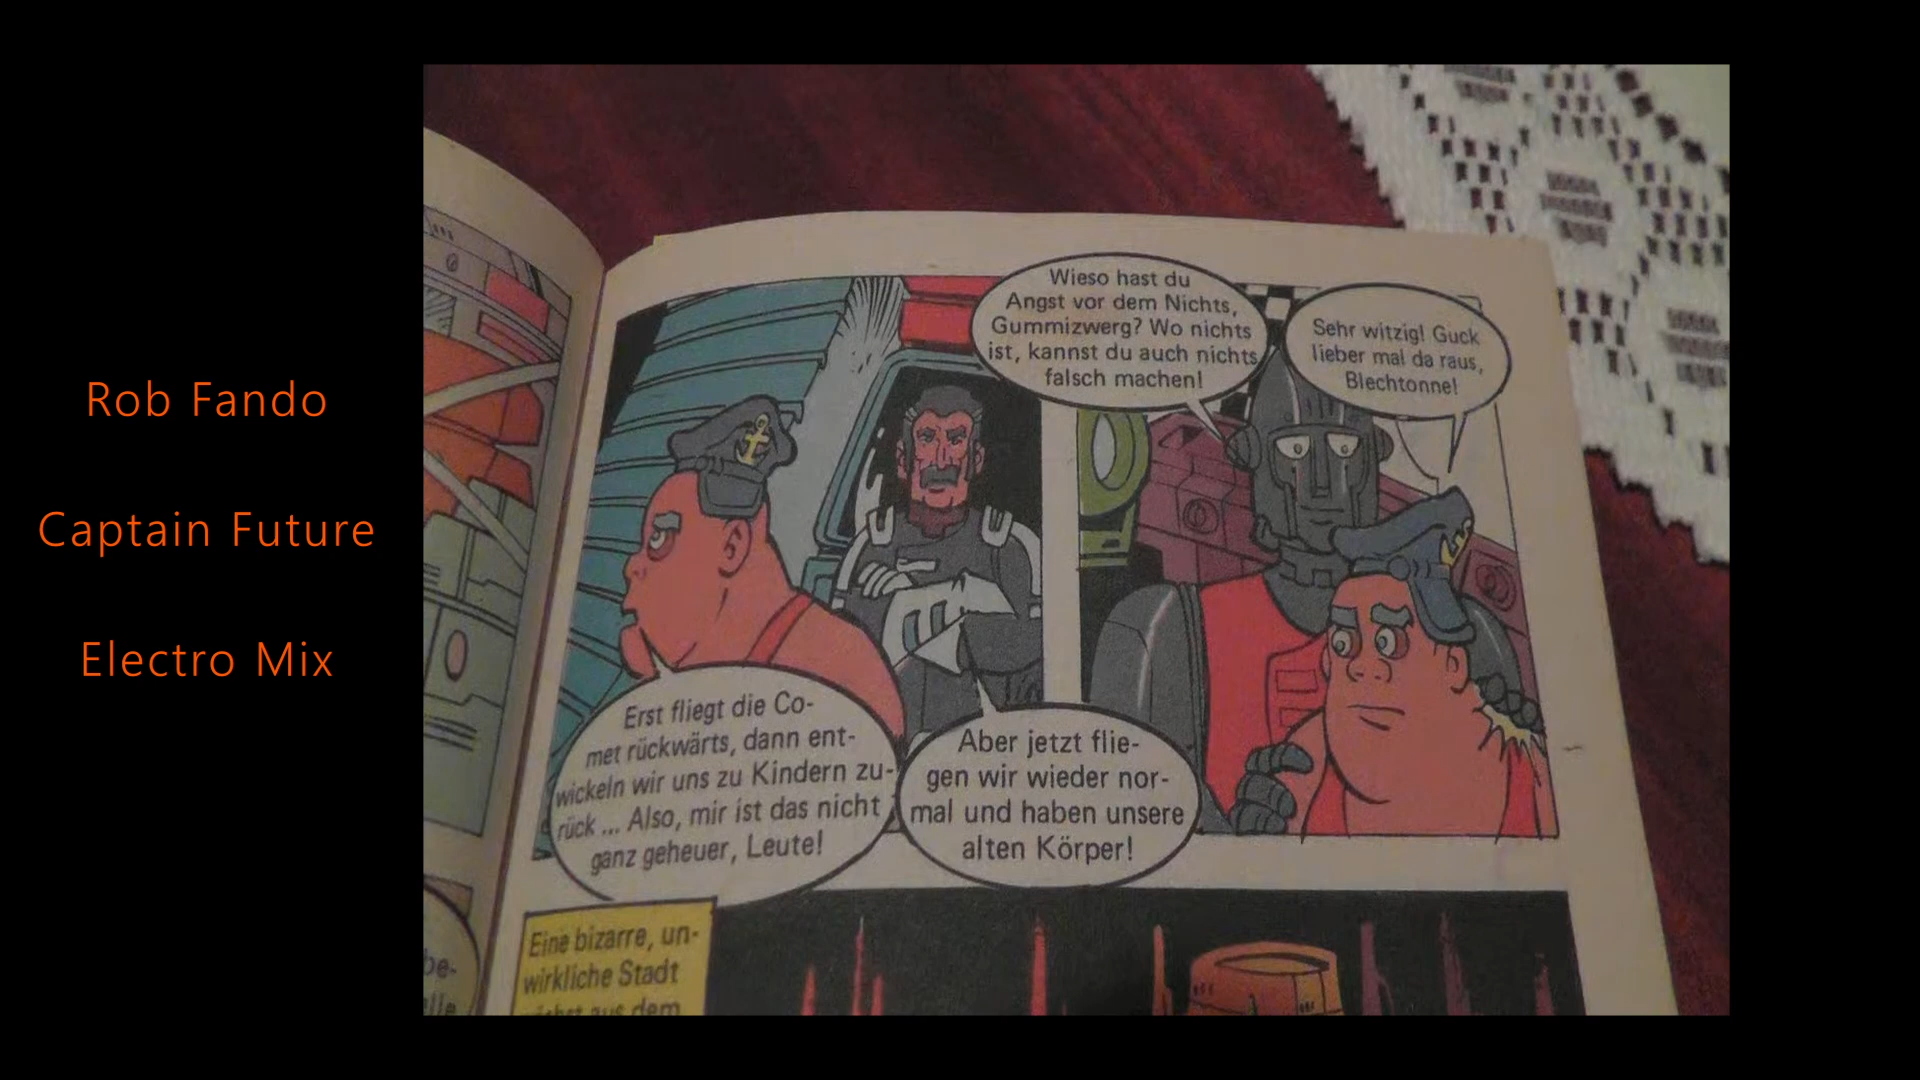 Rob Fando
Captain Future
Electro Mix
Wieso hast du
Angst vor dem Nichts,
Gummizwerg? Wo nichts
ist, kannst du auch nichts
falsch machen!
Sehr witzig! Guck
lieber mal da raus,
Blechtonne!
Erst fliegt die Co-
met rückwärts, dann ent-
wickeln wir uns zu Kindern zu-
rück ... Also, mir ist das nicht
ganz geheuer, Leute!
Aber jetzt flie-
gen wir wieder nor-
mal und haben unsere
alten Körper!
Eine bizarre, un-
wirkliche Stadt
aus dem
be-